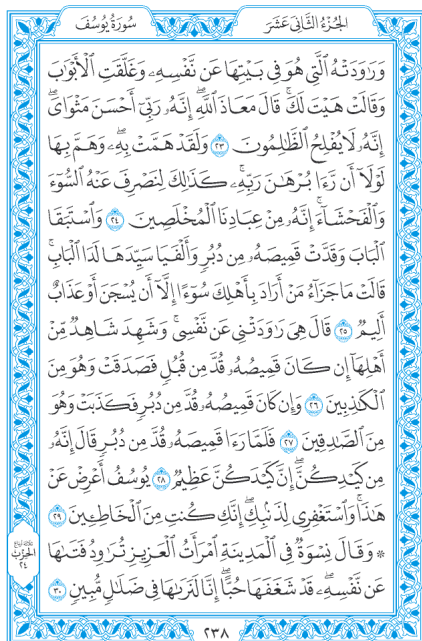 الجزء الثاني عشر
سورة يوسف
وَرَٰوَدَتْهُ ٱلَّتِى هُوَ فِى بَيْتِهَا عَن نَّفْسِهِۦ وَغَلَّقَتِ ٱلْأَبْوَٰبَ
وَقَالَتْ هَيْتَ لَكَۚ قَالَ مَعَاذَ ٱللَّهِۖ إِنَّهُۥ رَبِّىٓ أَحْسَنَ مَثْوَاىَۖ
إِنَّهُۥ لَا يُفْلِحُ ٱلظَّٰلِمُونَ ٢٣ وَلَقَدْ هَمَّتْ بِهِۦۖ وَهَمَّ بِهَا
لَوْلَآ أَن رَّءَا بُرْهَٰنَ رَبِّهِۦۚ كَذَٰلِكَ لِنَصْرِفَ عَنْهُ ٱلسُّوٓءَ
وَٱلْفَحْشَآءَۚ إِنَّهُۥ مِنْ عِبَادِنَا ٱلْمُخْلَصِينَ ٢٤ وَٱسْتَبَقَا
ٱلْبَابَ وَقَدَّتْ قَمِيصَهُۥ مِن دُبُرٍ وَأَلْفَيَا سَيِّدَهَا لَدَا ٱلْبَابِۚ
قَالَتْ مَا جَزَآءُ مَنْ أَرَادَ بِأَهْلِكَ سُوٓءًا إِلَّآ أَن يُسْجَنَ أَوْ عَذَابٌ
أَلِيمٌ ٢٥ قَالَ هِىَ رَٰوَدَتْنِى عَن نَّفْسِىۚ وَشَهِدَ شَاهِدٌ مِّنْ
أَهْلِهَآ إِن كَانَ قَمِيصُهُۥ قُدَّ مِن قُبُلٍ فَصَدَقَتْ وَهُوَ مِنَ
ٱلْكَٰذِبِينَ ٢٦ وَإِن كَانَ قَمِيصُهُۥ قُدَّ مِن دُبُرٍ فَكَذَبَتْ وَهُوَ
مِنَ ٱلصَّٰدِقِينَ ٢٧ فَلَمَّا رَءَا قَمِيصَهُۥ قُدَّ مِن دُبُرٍ قَالَ إِنَّهُۥ
مِن كَيْدِكُنَّۖ إِنَّ كَيْدَكُنَّ عَظِيمٌ ٢٨ يُوسُفُ أَعْرِضْ عَنْ
هَٰذَاۚ وَٱسْتَغْفِرِى لِذَنۢبِكِۖ إِنَّكِ كُنتِ مِنَ ٱلْخَاطِـِٔينَ ٢٩
۞ وَقَالَ نِسْوَةٌ فِى ٱلْمَدِينَةِ ٱمْرَأَتُ ٱلْعَزِيزِ تُرَٰوِدُ فَتَىٰهَا
عَن نَّفْسِهِۦۖ قَدْ شَغَفَهَا حُبًّاۖ إِنَّا لَنَرَىٰهَا فِى ضَلَٰلٍ مُّبِينٍ ٣٠
الحزب
٢٤
٢٣٨